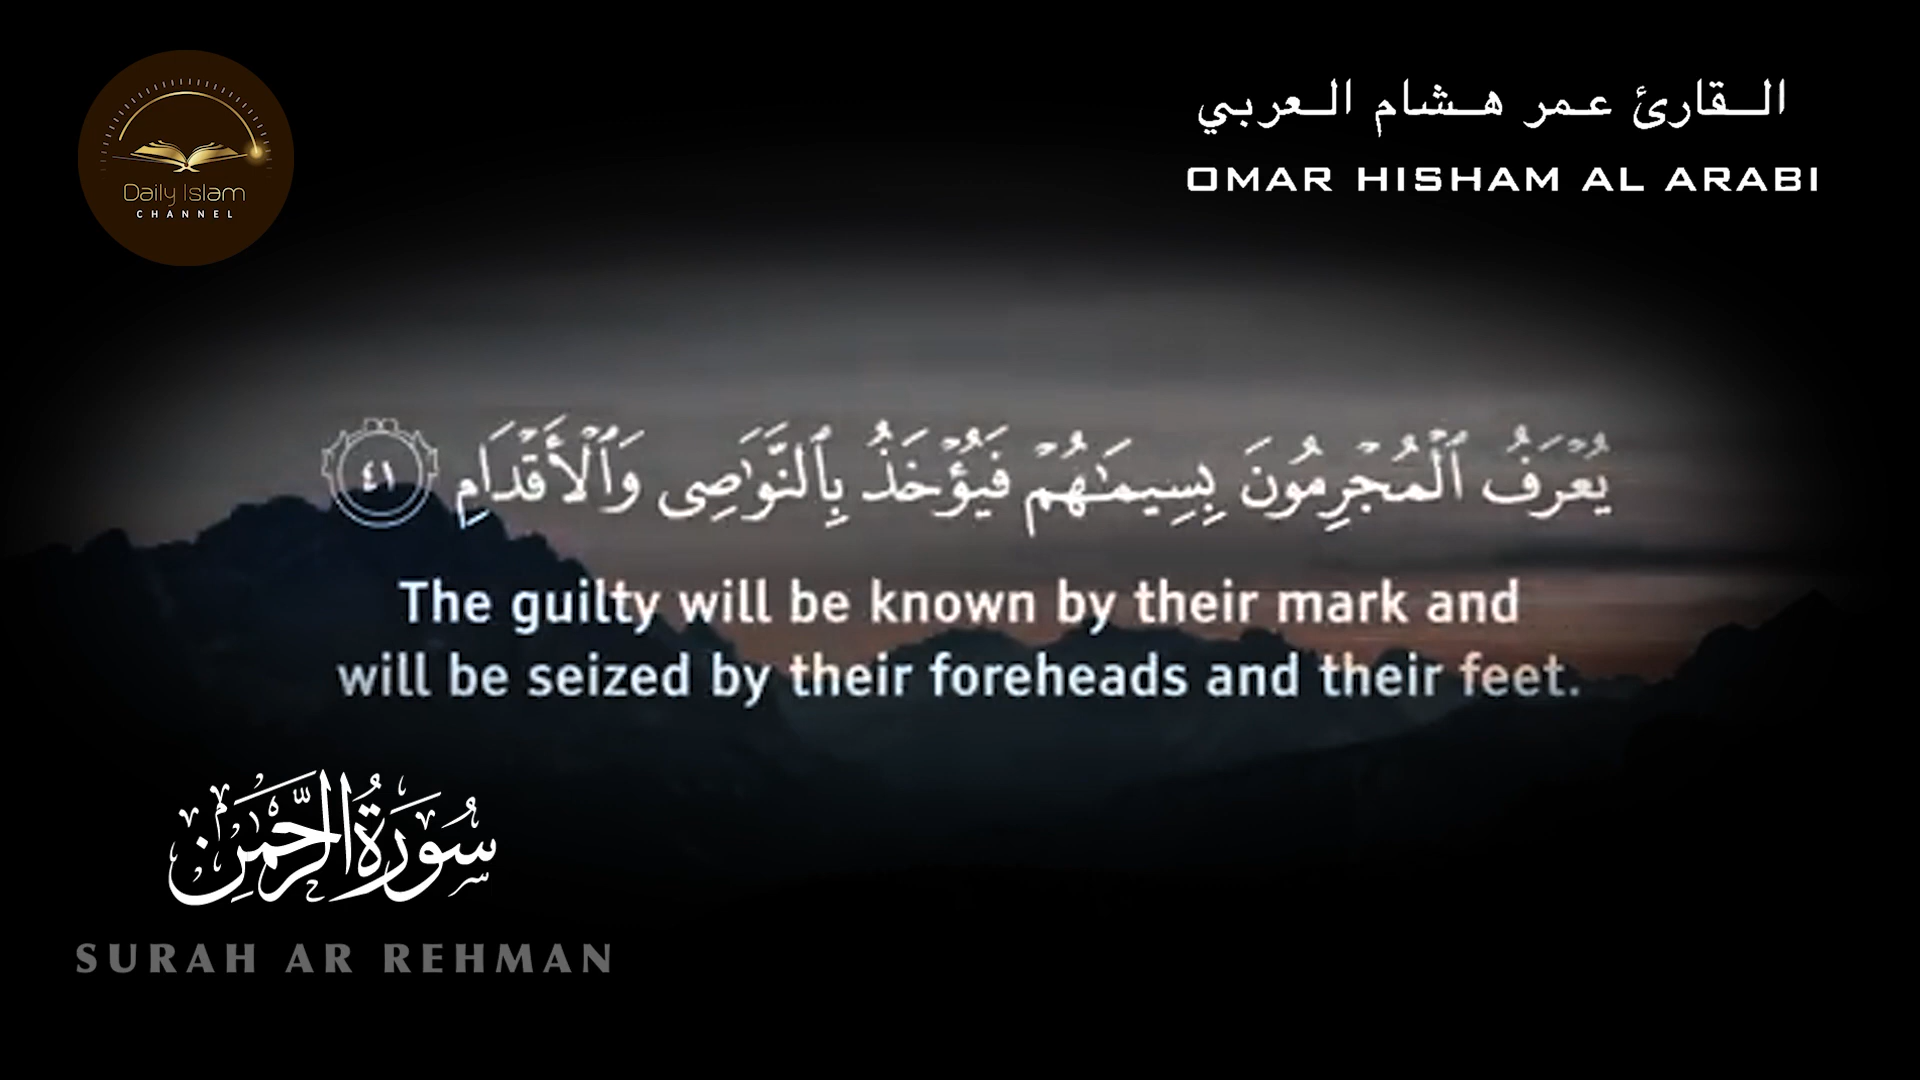 Daily Islam
CHANNEL
القارئ عمر هشام العربي
OMAR HISHAM AL ARABI
يُعْرَفُ ٱلْمُجْرِمُونَ بِسِيمَـٰهُمْ فَيُؤْخَذُ بِٱلنَّوَٰصِى وَٱلْأَقْدَامِ ٤١
The guilty will be known by their mark and
will be seized by their foreheads and their feet.
سُورَةُ الرَّحْمَٰنِ
SURAH AR REHMAN